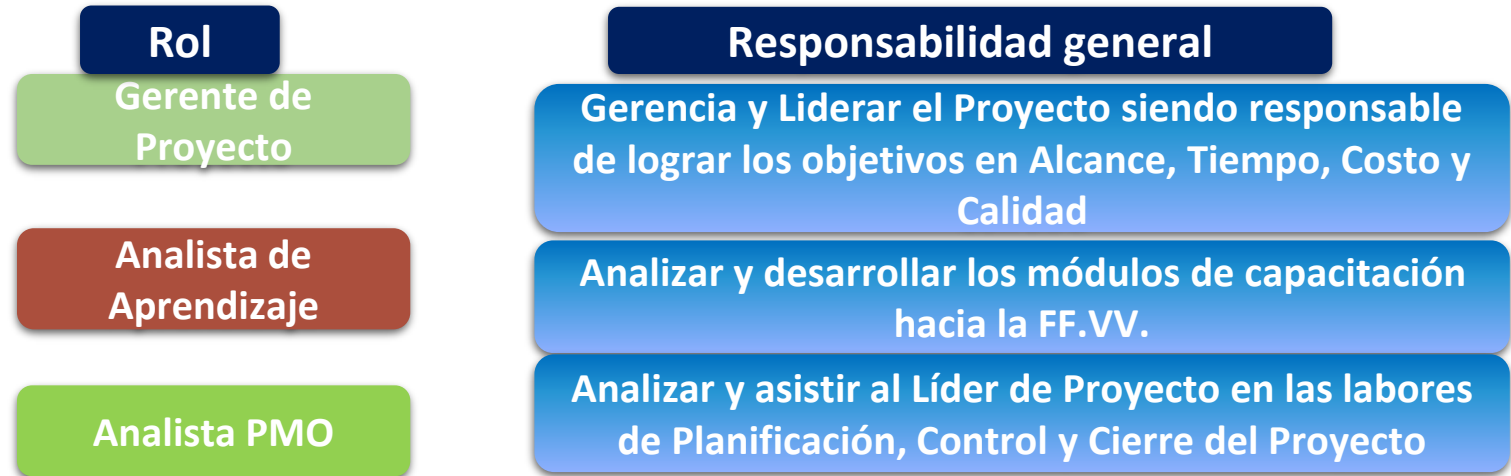 Rol
Responsabilidad general
Gerente de
Proyecto
Gerencia y Liderar el Proyecto siendo responsable
de lograr los objetivos en Alcance, Tiempo, Costo y
Calidad
Analista de
Aprendizaje
Analizar y desarrollar los módulos de capacitación
hacia la FF.VV.
Analista PMO
Analizar y asistir al Líder de Proyecto en las labores
de Planificación, Control y Cierre del Proyecto